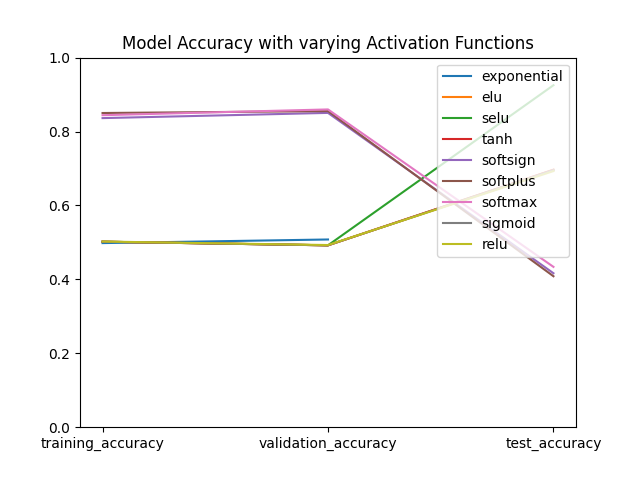 Model Accuracy with varying Activation Functions
1.0
0.8
0.6
0.4
0.2
0.0
exponential
elu
selu
tanh
softsign
softplus
softmax
sigmoid
relu
training_accuracy validation_accuracy test_accuracy